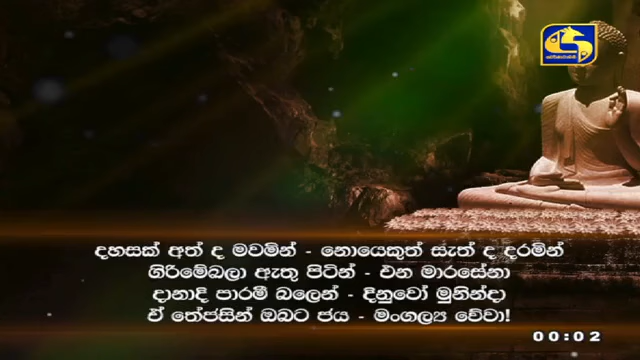 දහසක් අත් ද මවමින් - නොයෙකුත් සැත් ද දරමින්
ගිරිමේඛලා ඇතු පිටින් - එන මාරසේනා
දානාදි පාරමී බලෙන් - දිනුවෝ මුනින්දා
ඒ තේජසින් ඔබට ජය - මංගල්‍ය වේවා!
00:02